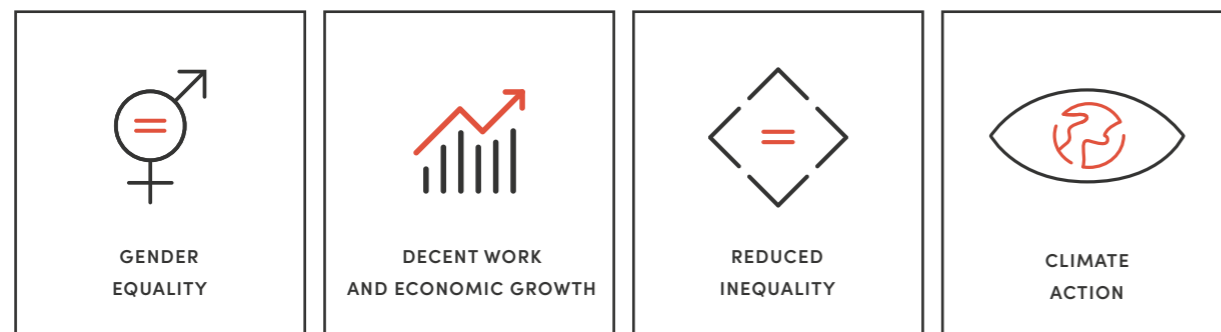 GENDER
EQUALITY
DECENT WORK
AND ECONOMIC GROWTH
REDUCED
INEQUALITY
CLIMATE
ACTION